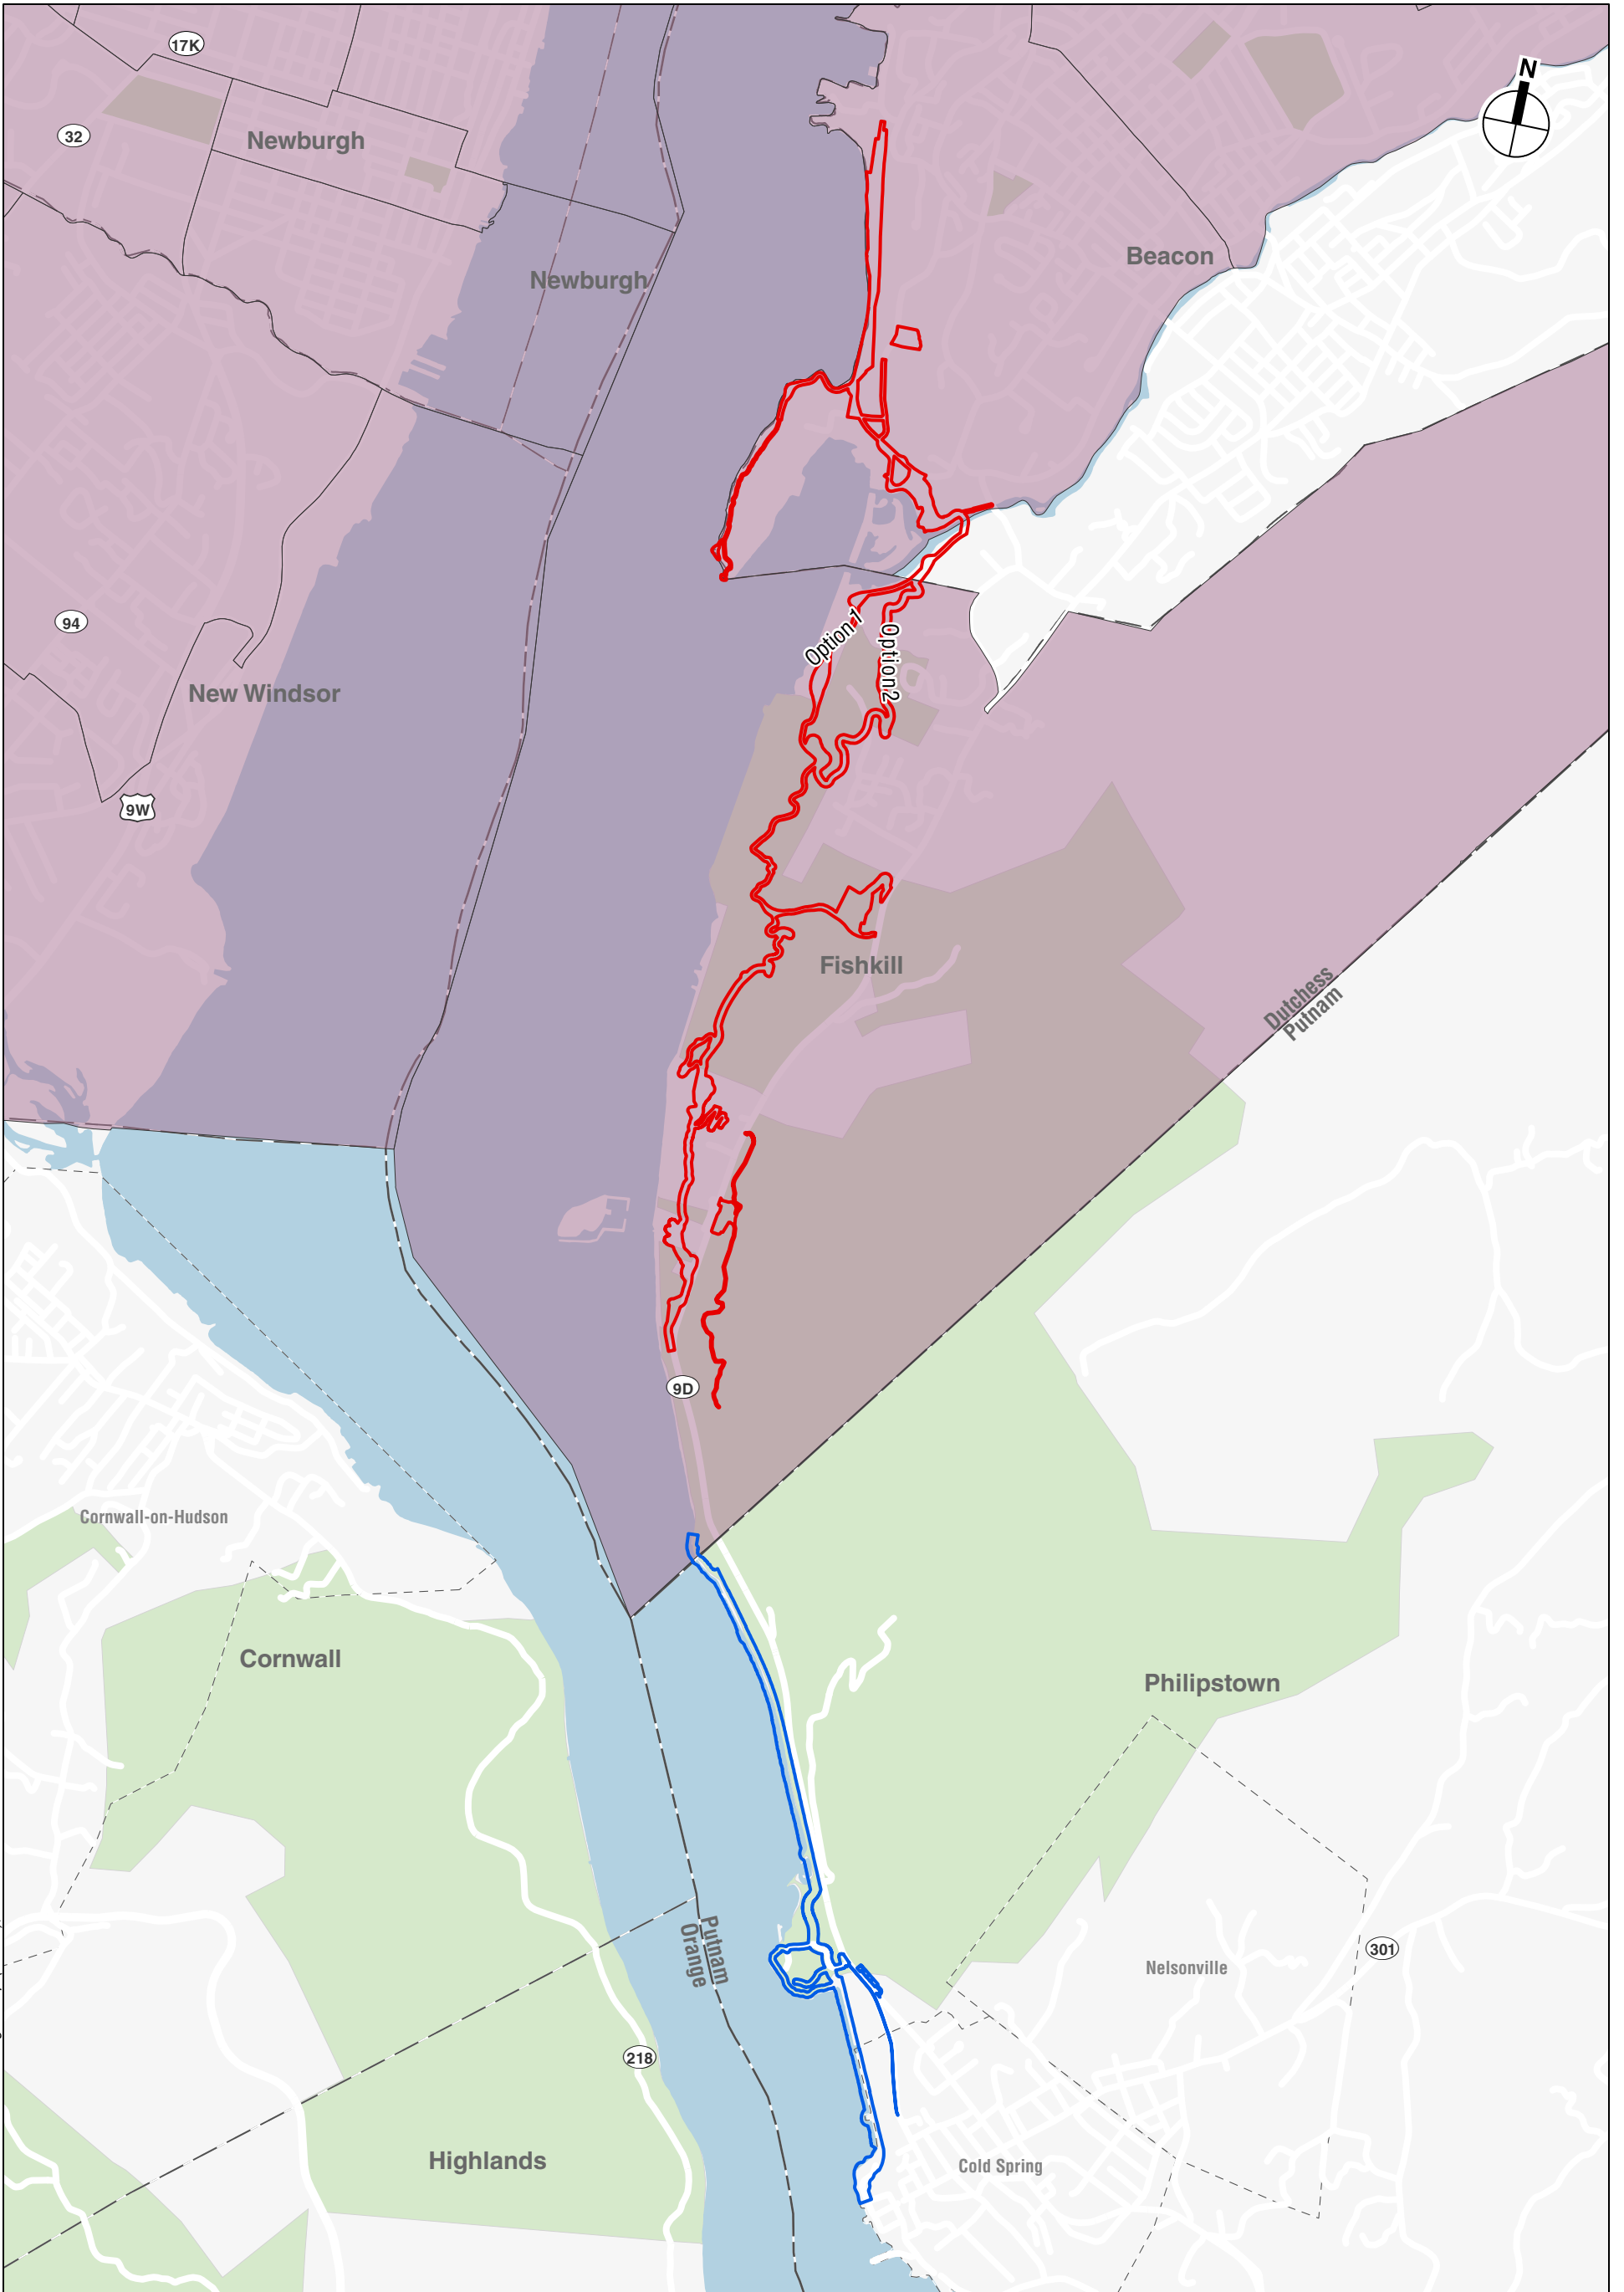 17K
N
32
Newburgh
Beacon
Newburgh
Option 1
Option 2
94
New Windsor
9W
Fishkill
Dutchess
Putnam
9D
Cornwall-on-Hudson
Cornwall
Philipstown
Putnam
Orange
Nelsonville
301
218
Highlands
Cold Spring